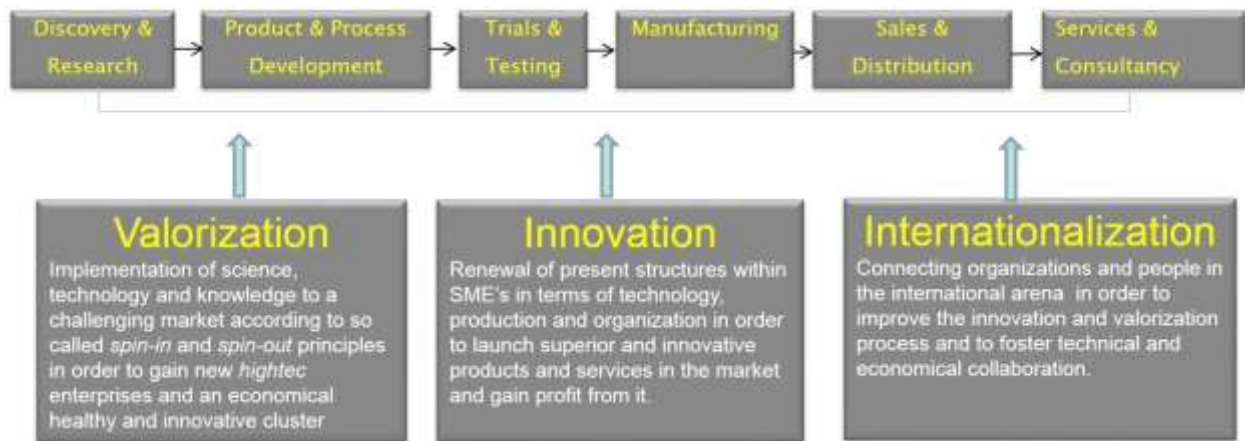 Discovery &
Research
Product & Process
Development
Trials &
Testing
Manufacturing
Sales &
Distribution
Services &
Consultancy
Valorization
Implementation of science,
technology and knowledge to a
challenging market according to so
called spin-in and spin-out principles
in order to gain new hightec
enterprises and an economical
healthy and innovative cluster
Innovation
Renewal of present structures within
SME's in terms of technology,
production and organization in order
to launch superior and innovative
products and services in the market
and gain profit from it.
Internationalization
Connecting organizations and people in
the international arena in order to
improve the innovation and valorization
process and to foster technical and
economical collaboration.